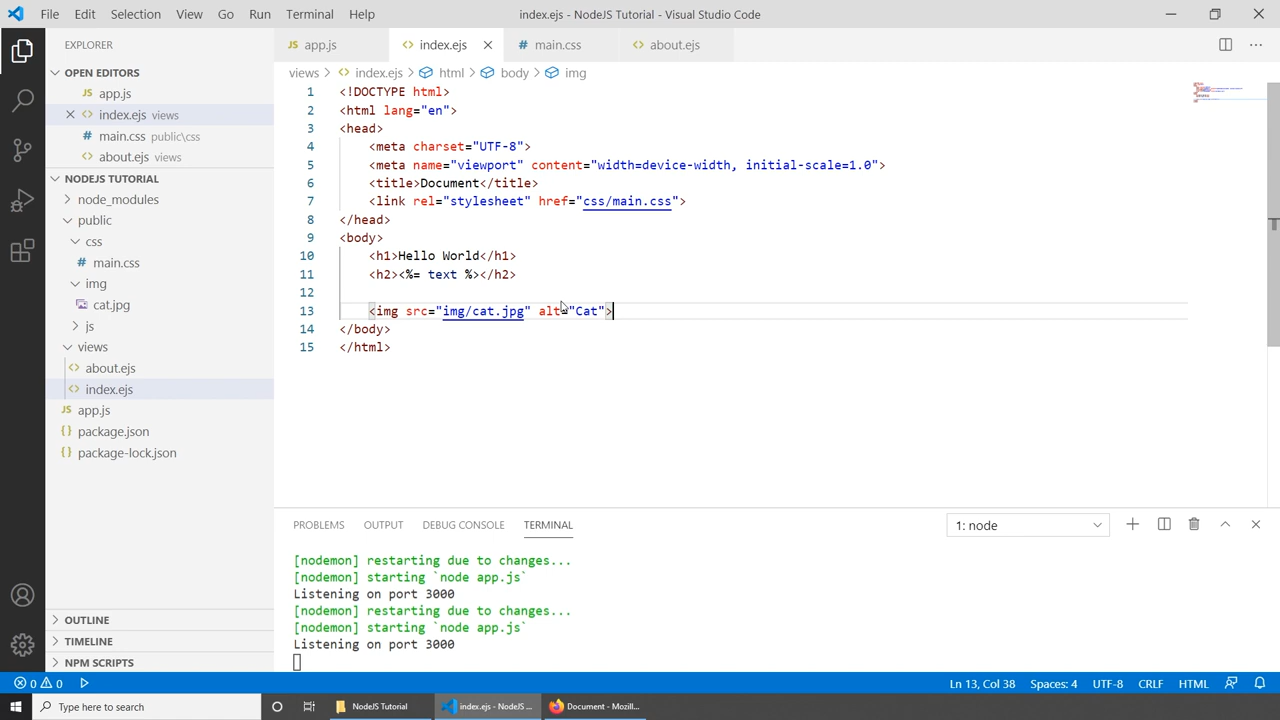 File Edit Selection View Go Run Terminal Help index.ejs - NodeJS Tutorial - Visual Studio Code
EXPLORER
OPEN EDITORS
app.js
index.ejs views
main.css public\css
about.ejs views
NODEJS TUTORIAL
node_modules
public
css
main.css
img
cat.jpg
js
views
about.ejs
index.ejs
JS app.js
package.json
package-lock.json
OUTLINE
TIMELINE
NPM SCRIPTS
JS app.js index.ejs main.css about.ejs
views > index.ejs > html > body > img
1 <!DOCTYPE html>
2 <html lang="en">
3 <head>
4 <meta charset="UTF-8">
5 <meta name="viewport" content="width=device-width, initial-scale=1.0">
6 <title>Document</title>
7 <link rel="stylesheet" href="css/main.css">
8 </head>
9 <body>
10 <h1>Hello World</h1>
11 <h2><%= text %></h2>
12
13 <img src="img/cat.jpg" alt="Cat">
14 </body>
15 </html>
PROBLEMS OUTPUT DEBUG CONSOLE TERMINAL 1: node
[nodemon] restarting due to changes...
[nodemon] starting `node app.js`
Listening on port 3000
[nodemon] restarting due to changes...
[nodemon] starting `node app.js`
Listening on port 3000
0 0 Ln 13, Col 38 Spaces: 4 UTF-8 CRLF HTML
Type here to search NodeJS Tutorial index.ejs - NodeJS ... Document - Mozill...